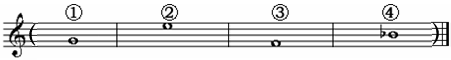 ① ② ③ ④